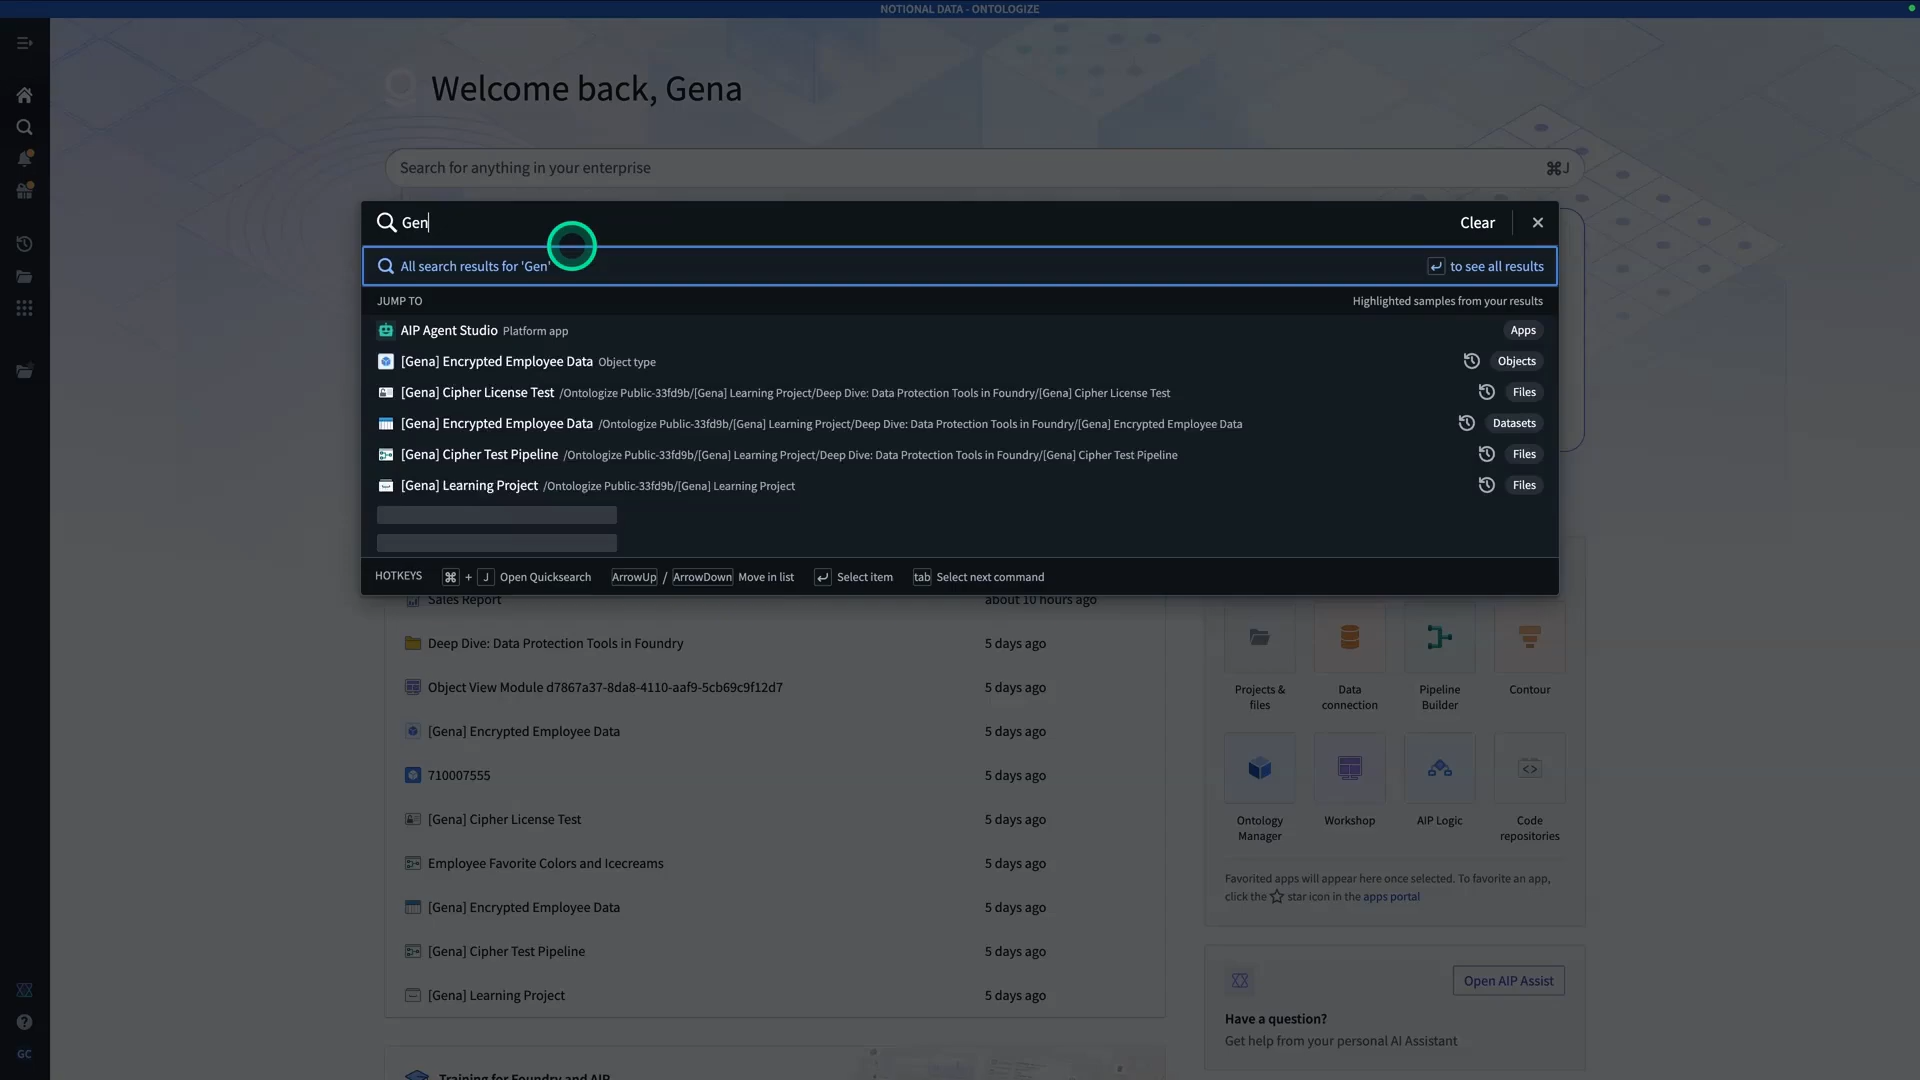 NOTIONAL DATA - ONTOLOGIZE
Welcome back, Gena
Search for anything in your enterprise ⌘J
Gen Clear
All search results for 'Gen' to see all results
JUMP TO Highlighted samples from your results
AIP Agent Studio Platform app Apps
[Gena] Encrypted Employee Data Object type Objects
[Gena] Cipher License Test /Ontologize Public-33fd9b/[Gena] Learning Project/Deep Dive: Data Protection Tools in Foundry/[Gena] Cipher License Test Files
[Gena] Encrypted Employee Data /Ontologize Public-33fd9b/[Gena] Learning Project/Deep Dive: Data Protection Tools in Foundry/[Gena] Encrypted Employee Data Datasets
[Gena] Cipher Test Pipeline /Ontologize Public-33fd9b/[Gena] Learning Project/Deep Dive: Data Protection Tools in Foundry/[Gena] Cipher Test Pipeline Files
[Gena] Learning Project /Ontologize Public-33fd9b/[Gena] Learning Project Files
HOTKEYS ⌘ + J Open Quicksearch ArrowUp / ArrowDown Move in list Select item tab Select next command
Sales Report about 10 hours ago
Deep Dive: Data Protection Tools in Foundry 5 days ago
Object View Module d7867a37-8da8-4110-aaf9-5cb69c9f12d7 5 days ago
[Gena] Encrypted Employee Data 5 days ago
710007555 5 days ago
[Gena] Cipher License Test 5 days ago
Employee Favorite Colors and Icecreams 5 days ago
[Gena] Encrypted Employee Data 5 days ago
[Gena] Cipher Test Pipeline 5 days ago
[Gena] Learning Project 5 days ago
Training for Foundry and AIP
Projects & files
Data connection
Pipeline Builder
Contour
Ontology Manager
Workshop
AIP Logic
Code repositories
Favorited apps will appear here once selected. To favorite an app,
click the star icon in the apps portal
Open AIP Assist
Have a question?
Get help from your personal AI Assistant
GC